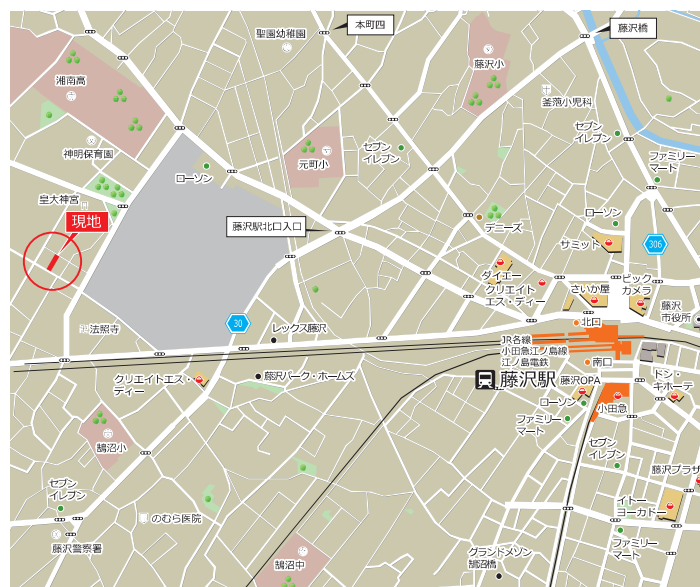 本町四
藤沢橋
聖園幼稚園
藤沢小
湘南高
釜范小児科
セブン
イレブン
セブン
イレブン
神明保育園
元町小
ファミリー
マート
ローソン
皇大神宮
現地
藤沢駅北口入口
デニーズ
ローソン
サミット
306
ダイエー
クリエイト
エス・ディー
さいか屋
ビック
カメラ
藤沢
市役所
30
北口
法照寺
レックス藤沢
JR各線
小田急江ノ島線
江ノ島電鉄
南口
クリエイトエス・
ディー
藤沢パーク・ホームズ
藤沢駅
藤沢OPA
ドン・
キホーテ
ローソン
小田急
ファミリー
マート
鵠沼小
セブン
イレブン
藤沢プラザ
セブン
イレブン
のむら医院
イトー
ヨーカドー
藤沢警察署
鵠沼中
グランドメゾン
鵠沼橋
ファミリー
マート